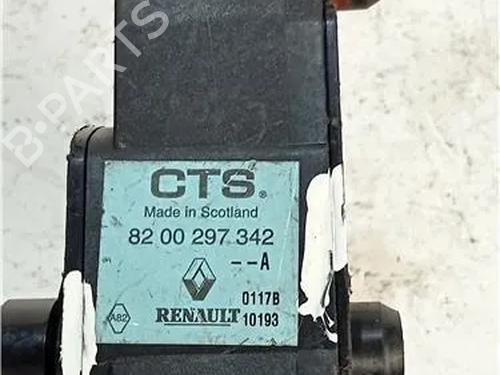 B-PARTS
CTS®
Made in Scotland
82 00 297 342
--A
0117B
A82
RENAULT 10193